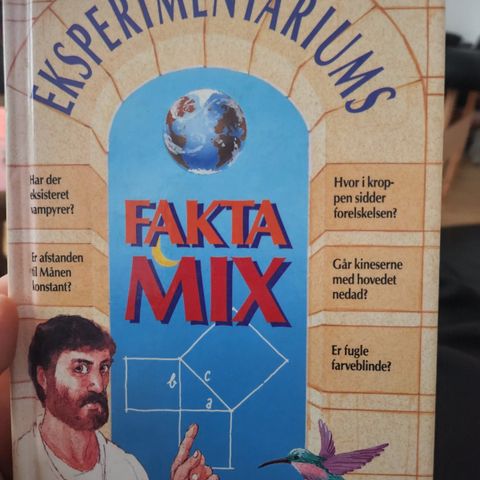 EKSPERIMENTARIUMS
FAKTA
MIX
Har der
eksisteret
vampyrer?
Er afstanden
til Månen
konstant?
Hvor i krop-
pen sidder
forelskelsen?
Går kineserne
med hovedet
nedad?
Er fugle
farveblinde?
b
c
a